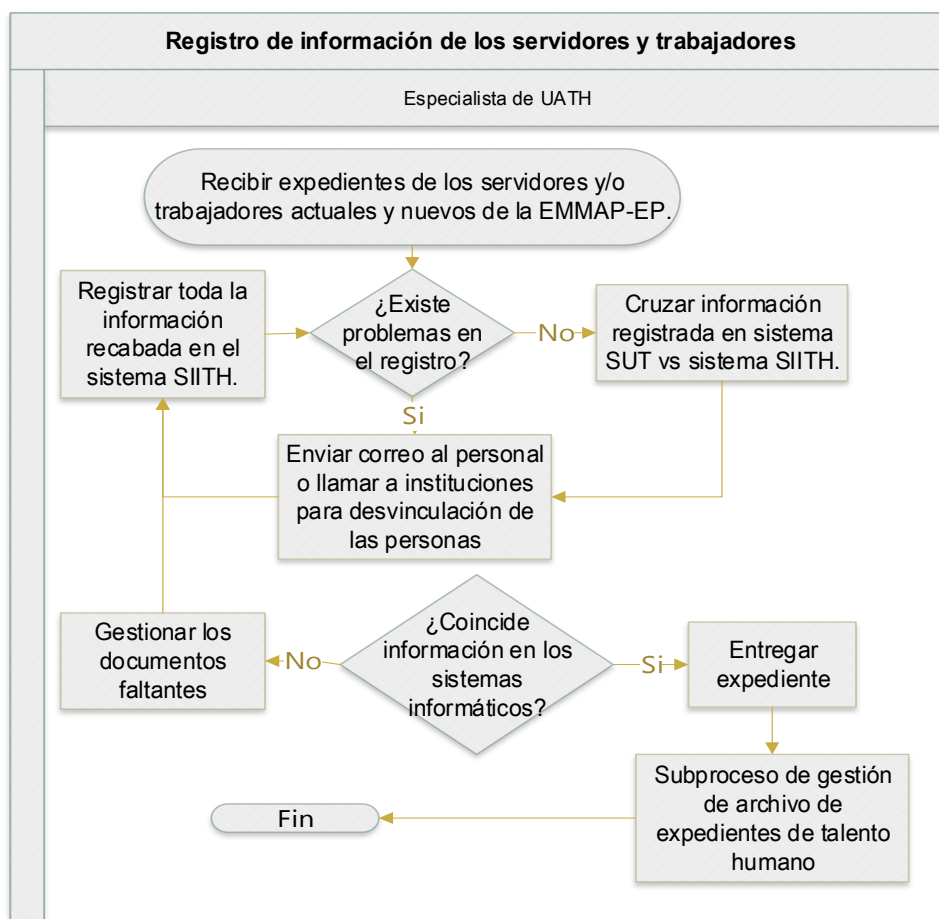 Registro de información de los servidores y trabajadores
Especialista de UATH
Recibir expedientes de los servidores y/o
trabajadores actuales y nuevos de la EMMAP-EP.
Registrar toda la
información
recabada en el
sistema SIITH.
¿Existe
problemas en
el registro?
No
Cruzar información
registrada en sistema
SUT vs sistema SIITH.
Si
Enviar correo al personal
o llamar a instituciones
para desvinculación de
las personas
Gestionar los
documentos
faltantes
No
¿Coincide
información en los
sistemas
informáticos?
Si
Entregar
expediente
Subproceso de gestión
de archivo de
expedientes de talento
humano
Fin